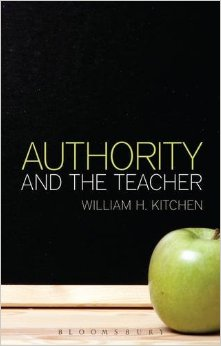 AUTHORITY
AND THE TEACHER
WILLIAM H. KITCHEN
BLOOMSBURY